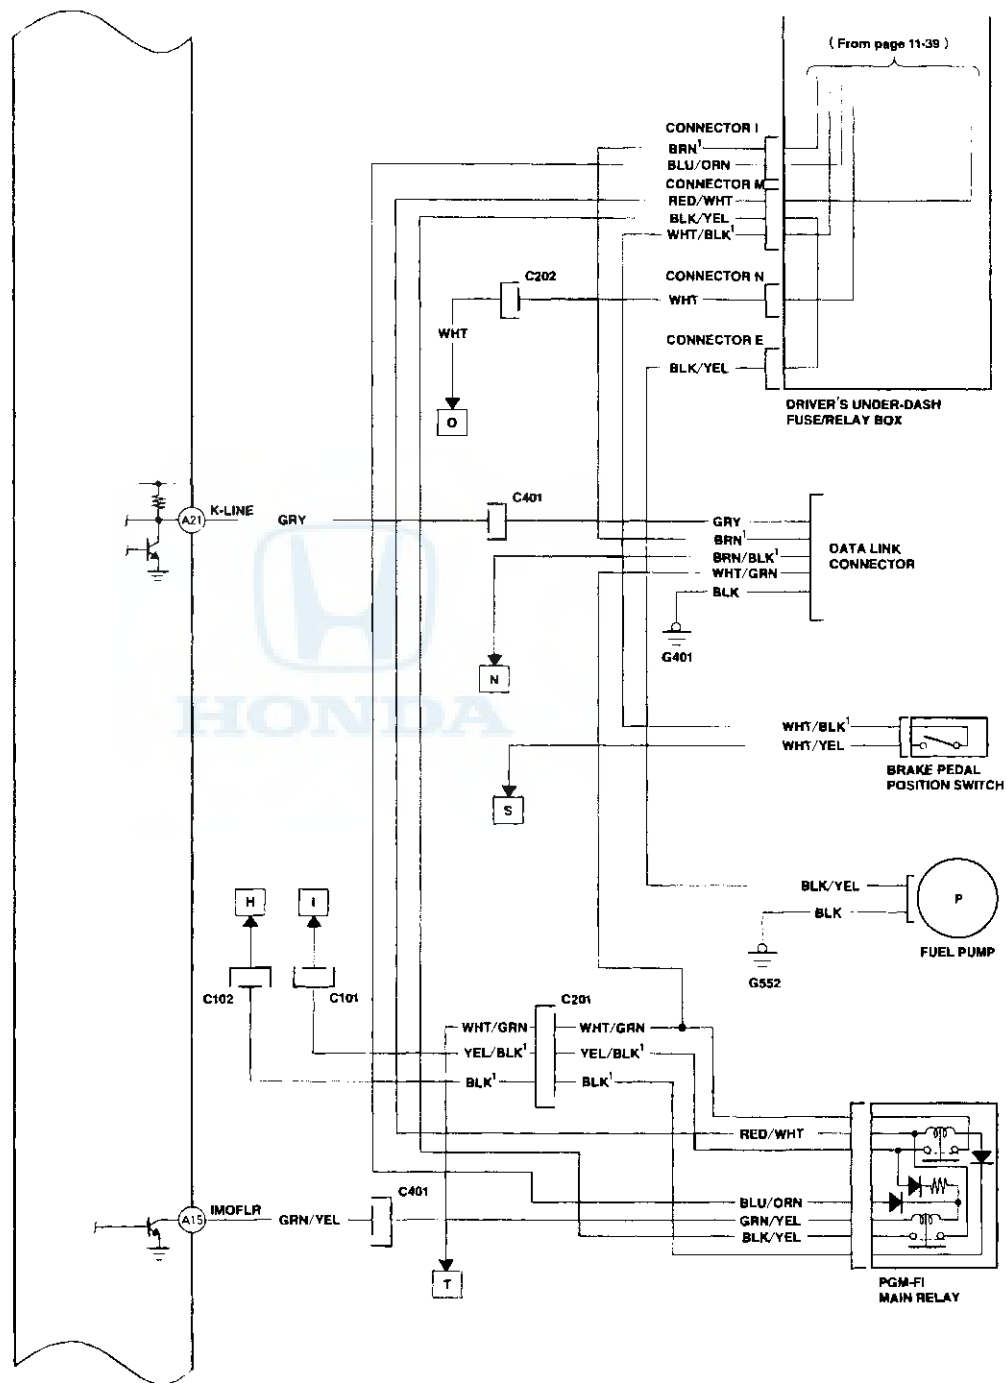 ( From page 11-39 )
CONNECTOR I
BRN¹
BLU/ORN
CONNECTOR M
RED/WHT
BLK/YEL
WHT/BLK¹
CONNECTOR N
WHT
C202
WHT
CONNECTOR E
BLK/YEL
O
DRIVER'S UNDER-DASH
FUSE/RELAY BOX
A21
K-LINE
GRY
C401
GRY
BRN¹
BRN/BLK¹
WHT/GRN
BLK
DATA LINK
CONNECTOR
G401
N
HONDA
WHT/BLK¹
WHT/YEL
BRAKE PEDAL
POSITION SWITCH
S
H
I
BLK/YEL
BLK
P
FUEL PUMP
G552
C102
C101
C201
WHT/GRN
WHT/GRN
YEL/BLK¹
YEL/BLK¹
BLK¹
BLK¹
RED/WHT
C401
BLU/ORN
A15
IMOFLR
GRN/YEL
GRN/YEL
BLK/YEL
T
PGM-FI
MAIN RELAY